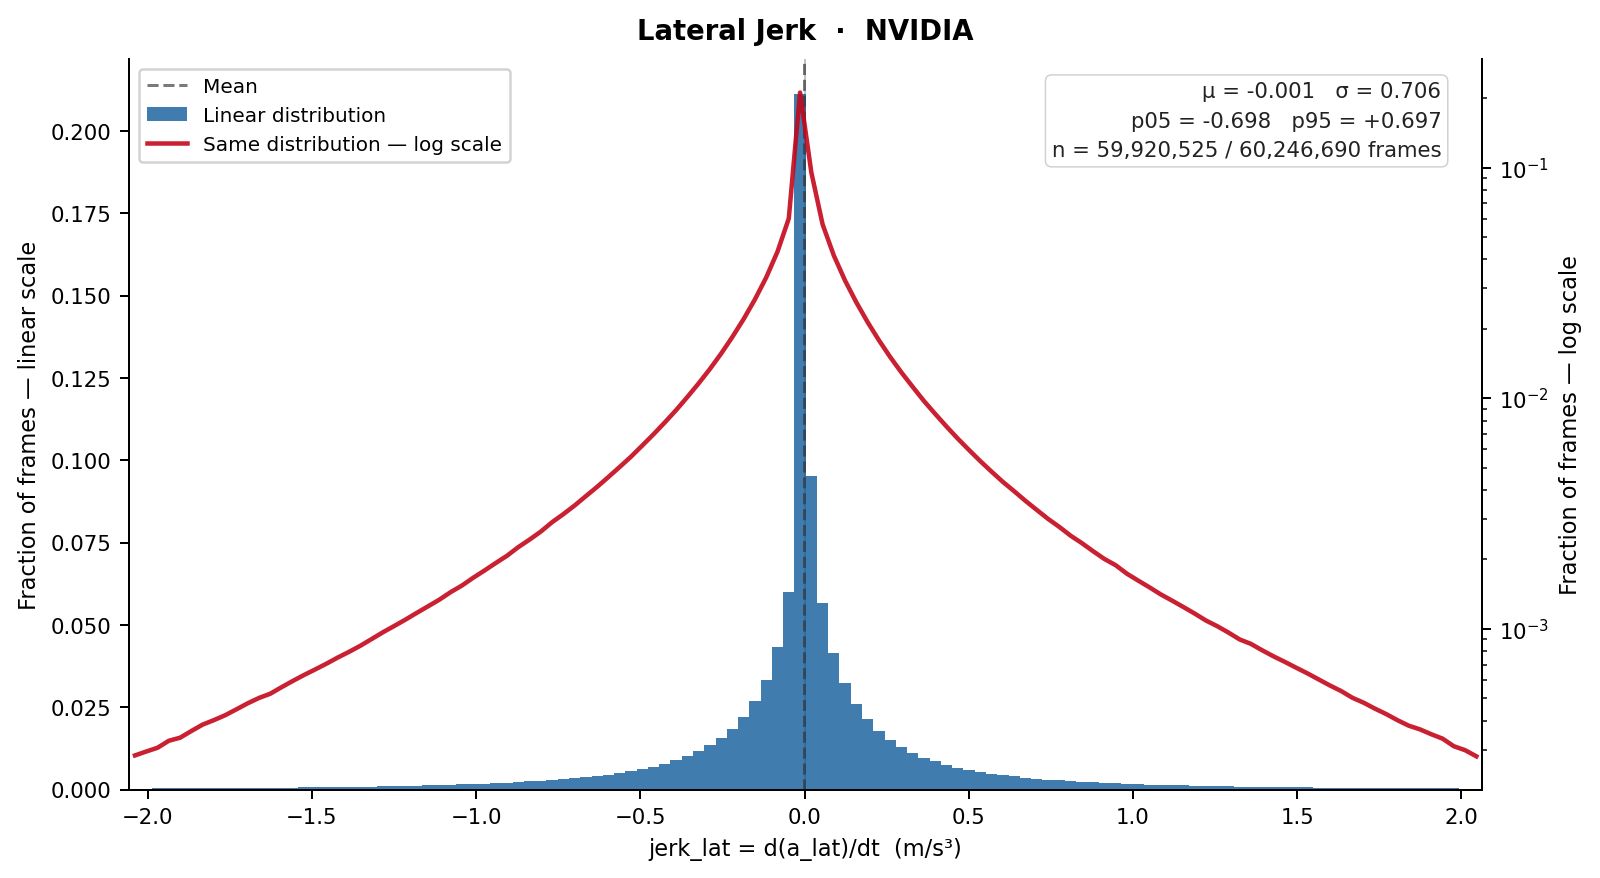 Lateral Jerk · NVIDIA
Mean
Linear distribution
Same distribution — log scale
μ = -0.001 σ = 0.706
p05 = -0.698 p95 = +0.697
n = 59,920,525 / 60,246,690 frames
Fraction of frames — linear scale
0.200
0.175
0.150
0.125
0.100
0.075
0.050
0.025
0.000
10⁻¹
10⁻²
10⁻³
Fraction of frames — log scale
−2.0 −1.5 −1.0 −0.5 0.0 0.5 1.0 1.5 2.0
jerk_lat = d(a_lat)/dt (m/s³)